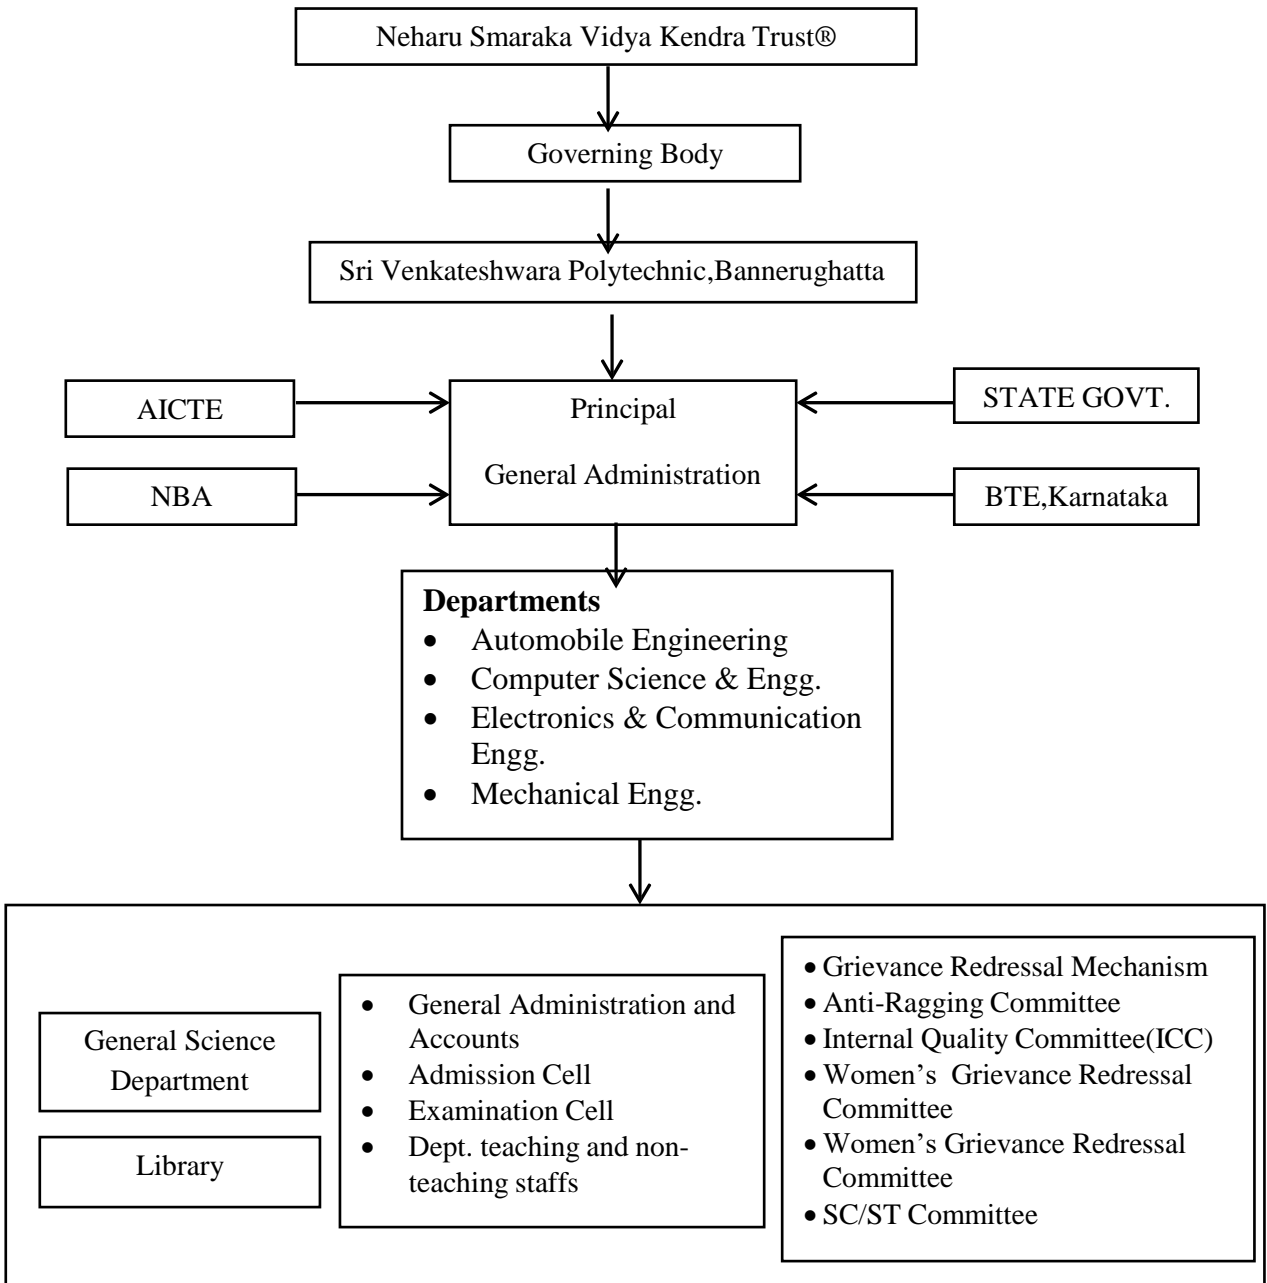 Neharu Smaraka Vidya Kendra Trust®
Governing Body
Sri Venkateshwara Polytechnic,Bannerughatta
AICTE
Principal
STATE GOVT.
NBA
General Administration
BTE,Karnataka
Departments
• Automobile Engineering
• Computer Science & Engg.
• Electronics & Communication
Engg.
• Mechanical Engg.
General Science
Department
Library
• General Administration and
Accounts
• Admission Cell
• Examination Cell
• Dept. teaching and non-
teaching staffs
• Grievance Redressal Mechanism
• Anti-Ragging Committee
• Internal Quality Committee(ICC)
• Women’s  Grievance Redressal
Committee
• Women’s Grievance Redressal
Committee
• SC/ST Committee